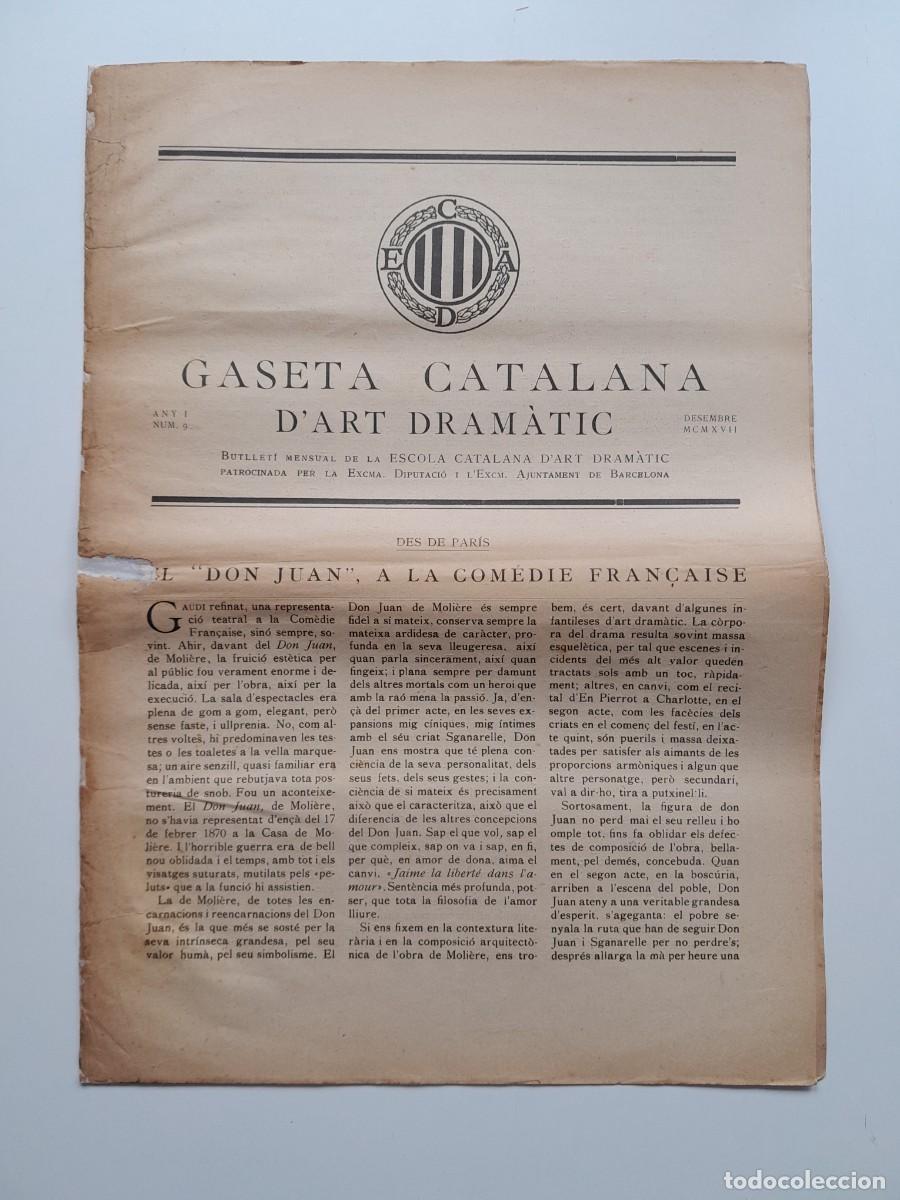 C
E A
D
GASETA CATALANA
ANY I
NUM. 9
D'ART DRAMÀTIC
DESEMBRE
MCMXVII
BUTLLETÍ MENSUAL DE LA ESCOLA CATALANA D'ART DRAMÀTIC
PATROCINADA PER LA EXCMA. DIPUTACIÓ I L'EXCM. AJUNTAMENT DE BARCELONA
DES DE PARÍS
EL "DON JUAN", A LA COMÉDIE FRANÇAISE
GAUDI refinat, una representa-
ció teatral a la Comèdie
Française, sinó sempre, so-
vint. Ahir, davant del Don Juan,
de Molière, la fruició estètica per
al públic fou verament enorme i de-
licada, així per l'obra, així per la
execució. La sala d'espectacles era
plena de gom a gom, elegant, però
sense faste, i ullprenia. No, com al-
tres voltes, hi predominaven les tes-
tes o les toaletes a la vella marque-
sa; un aire senzill, quasi familiar era
en l'ambient que rebutjava tota pos-
tureria de snob. Fou un aconteixe-
ment. El Don Juan, de Molière,
no s'havia representat d'ençà del 17
de febrer 1870 a la Casa de Mo-
lière. I l'horrible guerra era de bell
nou oblidada i el temps, amb tot i els
visatges suturats, mutilats pels «pe-
luts» que a la funció hi assistien.
La de Molière, de totes les en-
carnacions i reencarnacions del Don
Juan, és la que més se sosté per la
seva intrínseca grandesa, pel seu
valor humà, pel seu simbolisme. El
Don Juan de Molière és sempre
fidel a si mateix, conserva sempre la
mateixa ardidesa de caràcter, pro-
funda en la seva lleugeresa, així
quan parla sincerament, així quan
fingeix; i plana sempre per damunt
dels altres mortals com un heroi que
amb la raó mena la passió. Ja, d'en-
çà del primer acte, en les seves ex-
pansions mig cíniques, mig íntimes
amb el séu criat Sganarelle, Don
Juan ens mostra que té plena con-
ciència de la seva personalitat, dels
seus fets, dels seus gestes; i la con-
ciència de si mateix és precisament
això que el caracteritza, això que el
diferencia de les altres concepcions
del Don Juan. Sap el que vol, sap el
que compleix, sap on va i sap, en fi,
per què, en amor de dona, aima el
canvi. «Jaime la liberté dans l'a-
mour». Sentència més profunda, pot-
ser, que tota la filosofia de l'amor
lliure.
Si ens fixem en la contextura lite-
rària i en la composició arquitectò-
nica de l'obra de Molière, ens tro-
bem, és cert, davant d'algunes in-
fantileses d'art dramàtic. La còrpo-
ra del drama resulta sovint massa
esquelètica, per tal que escenes i in-
cidents del més alt valor queden
tractats sols amb un toc, ràpida-
ment; altres, en canvi, com el reci-
tal d'En Pierrot a Charlotte, en el
segon acte, com les facècies dels
criats en el començ del festí, en l'ac-
te quint, són puerils i massa deixa-
tades per satisfer als aimants de les
proporcions armòniques i algun que
altre personatge, però secundari,
val a dir-ho, tira a putxinel·li.
Sortosament, la figura de don
Juan no perd mai el seu relleu i ho
omple tot, fins fa oblidar els defec-
tes de composició de l'obra, bella-
ment, pel demés, concebuda. Quan
en el segon acte, en la boscúria,
arriben a l'escena del poble, Don
Juan ateny a una veritable grandesa
d'esperit, s'aganta: el pobre se-
nyala la ruta que han de seguir Don
Juan i Sganarelle per no perdre's;
després allarga la mà per heure una
todocoleccion